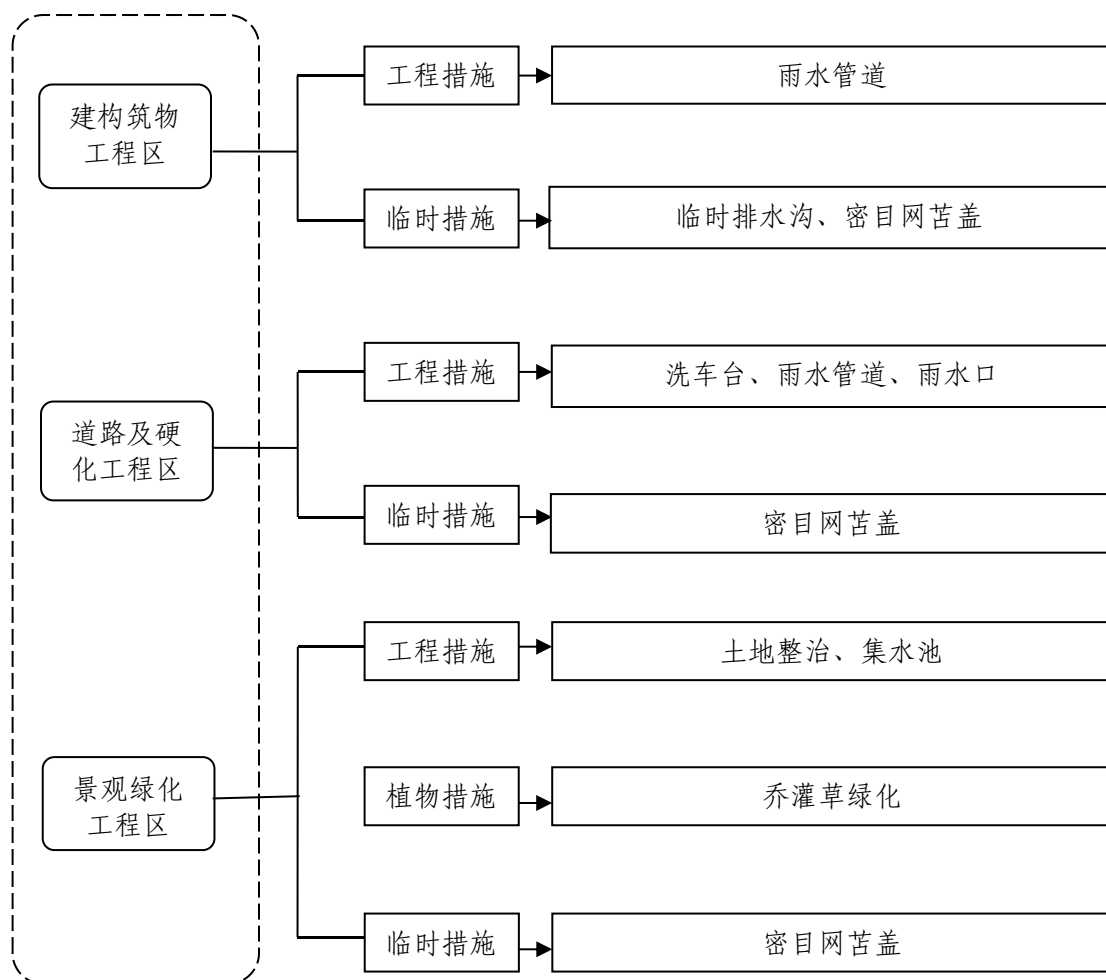 建构筑物
工程区
工程措施
雨水管道
临时措施
临时排水沟、密目网苫盖
道路及硬
化工程区
工程措施
洗车台、雨水管道、雨水口
临时措施
密目网苫盖
景观绿化
工程区
工程措施
土地整治、集水池
植物措施
乔灌草绿化
临时措施
密目网苫盖